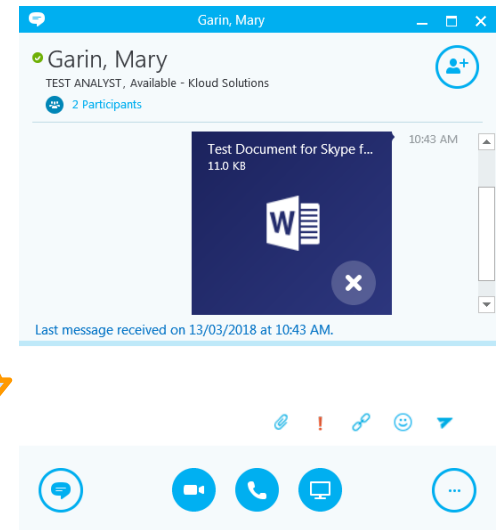 Garin, Mary
Garin, Mary
TEST ANALYST, Available - Kloud Solutions
2 Participants
10:43 AM
Test Document for Skype f...
11.0 KB
W
Last message received on 13/03/2018 at 10:43 AM.